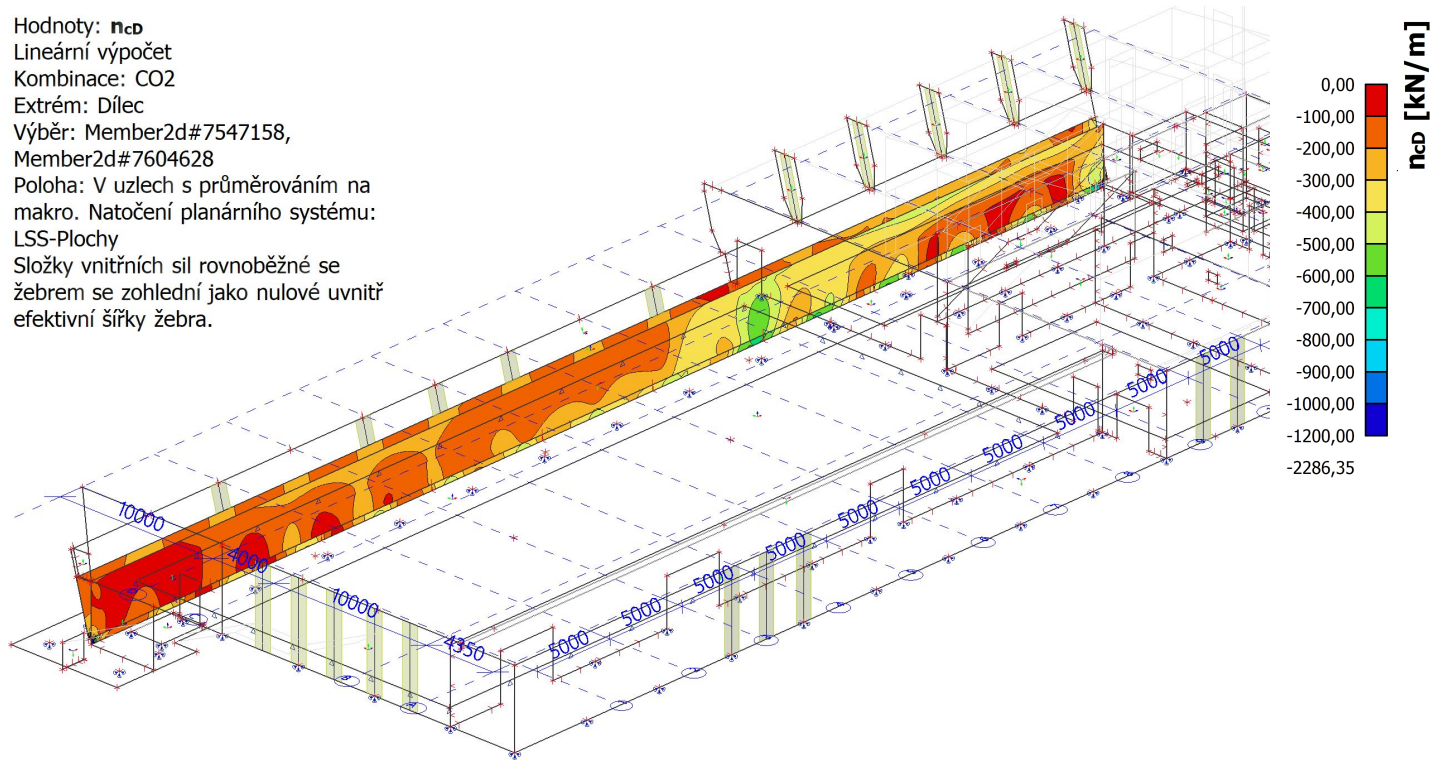 Hodnoty: ncD
Lineární výpočet
Kombinace: CO2
Extrém: Dílec
Výběr: Member2d#7547158,
Member2d#7604628
Poloha: V uzlech s průměrováním na
makro. Natočení planárního systému:
LSS-Plochy
Složky vnitřních sil rovnoběžné se
žebrem se zohlední jako nulové uvnitř
efektivní šířky žebra.
ncD [kN/m]
0,00
-100,00
-200,00
-300,00
-400,00
-500,00
-600,00
-700,00
-800,00
-900,00
-1000,00
-1200,00
-2286,35
10000
4000
10000
4350
5000
5000
5000
5000
5000
5000
5000
5000
5000
5000